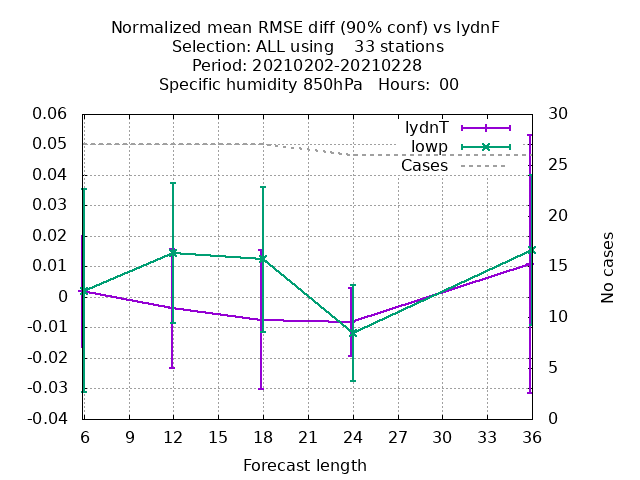 Normalized mean RMSE diff (90% conf) vs IydnF
Selection: ALL using    33 stations
Period: 20210202-20210228
Specific humidity 850hPa   Hours:  00
IydnT
lowp
Cases
0.06
0.05
0.04
0.03
0.02
0.01
0
-0.01
-0.02
-0.03
-0.04
30
25
20
15
10
5
0
No cases
6 9 12 15 18 21 24 27 30 33 36
Forecast length